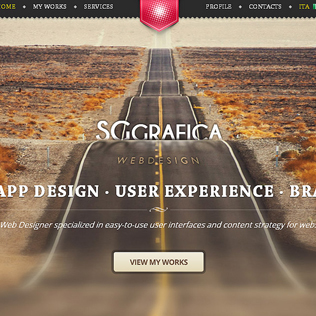 HOME • MY WORKS • SERVICES PROFILE • CONTACTS • ITA
SGGRAFICA
WEBDESIGN
APP DESIGN · USER EXPERIENCE · BRA
Web Designer specialized in easy-to-use user interfaces and content strategy for web
VIEW MY WORKS